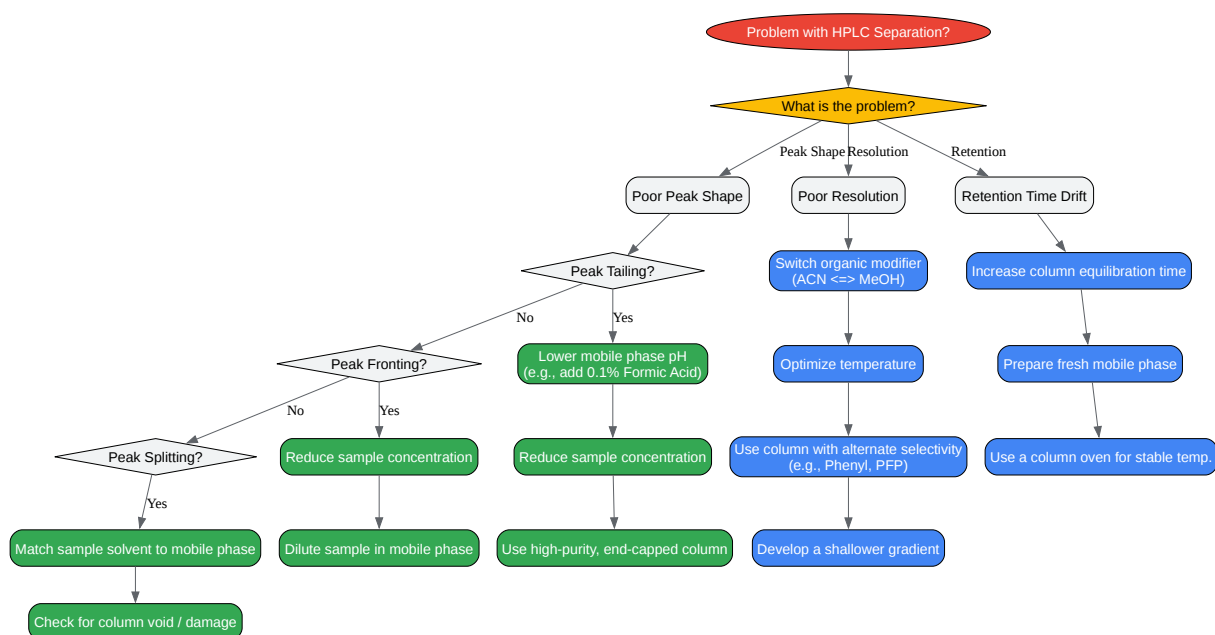 Problem with HPLC Separation?
What is the problem?
Peak Shape
Resolution
Retention
Poor Peak Shape
Poor Resolution
Retention Time Drift
Peak Tailing?
Switch organic modifier
(ACN <=> MeOH)
Increase column equilibration time
No
Yes
Peak Fronting?
Lower mobile phase pH
(e.g., add 0.1% Formic Acid)
Optimize temperature
Prepare fresh mobile phase
No
Yes
Peak Splitting?
Reduce sample concentration
Reduce sample concentration
Use column with alternate selectivity
(e.g., Phenyl, PFP)
Use a column oven for stable temp.
Yes
Match sample solvent to mobile phase
Dilute sample in mobile phase
Use high-purity, end-capped column
Develop a shallower gradient
Check for column void / damage